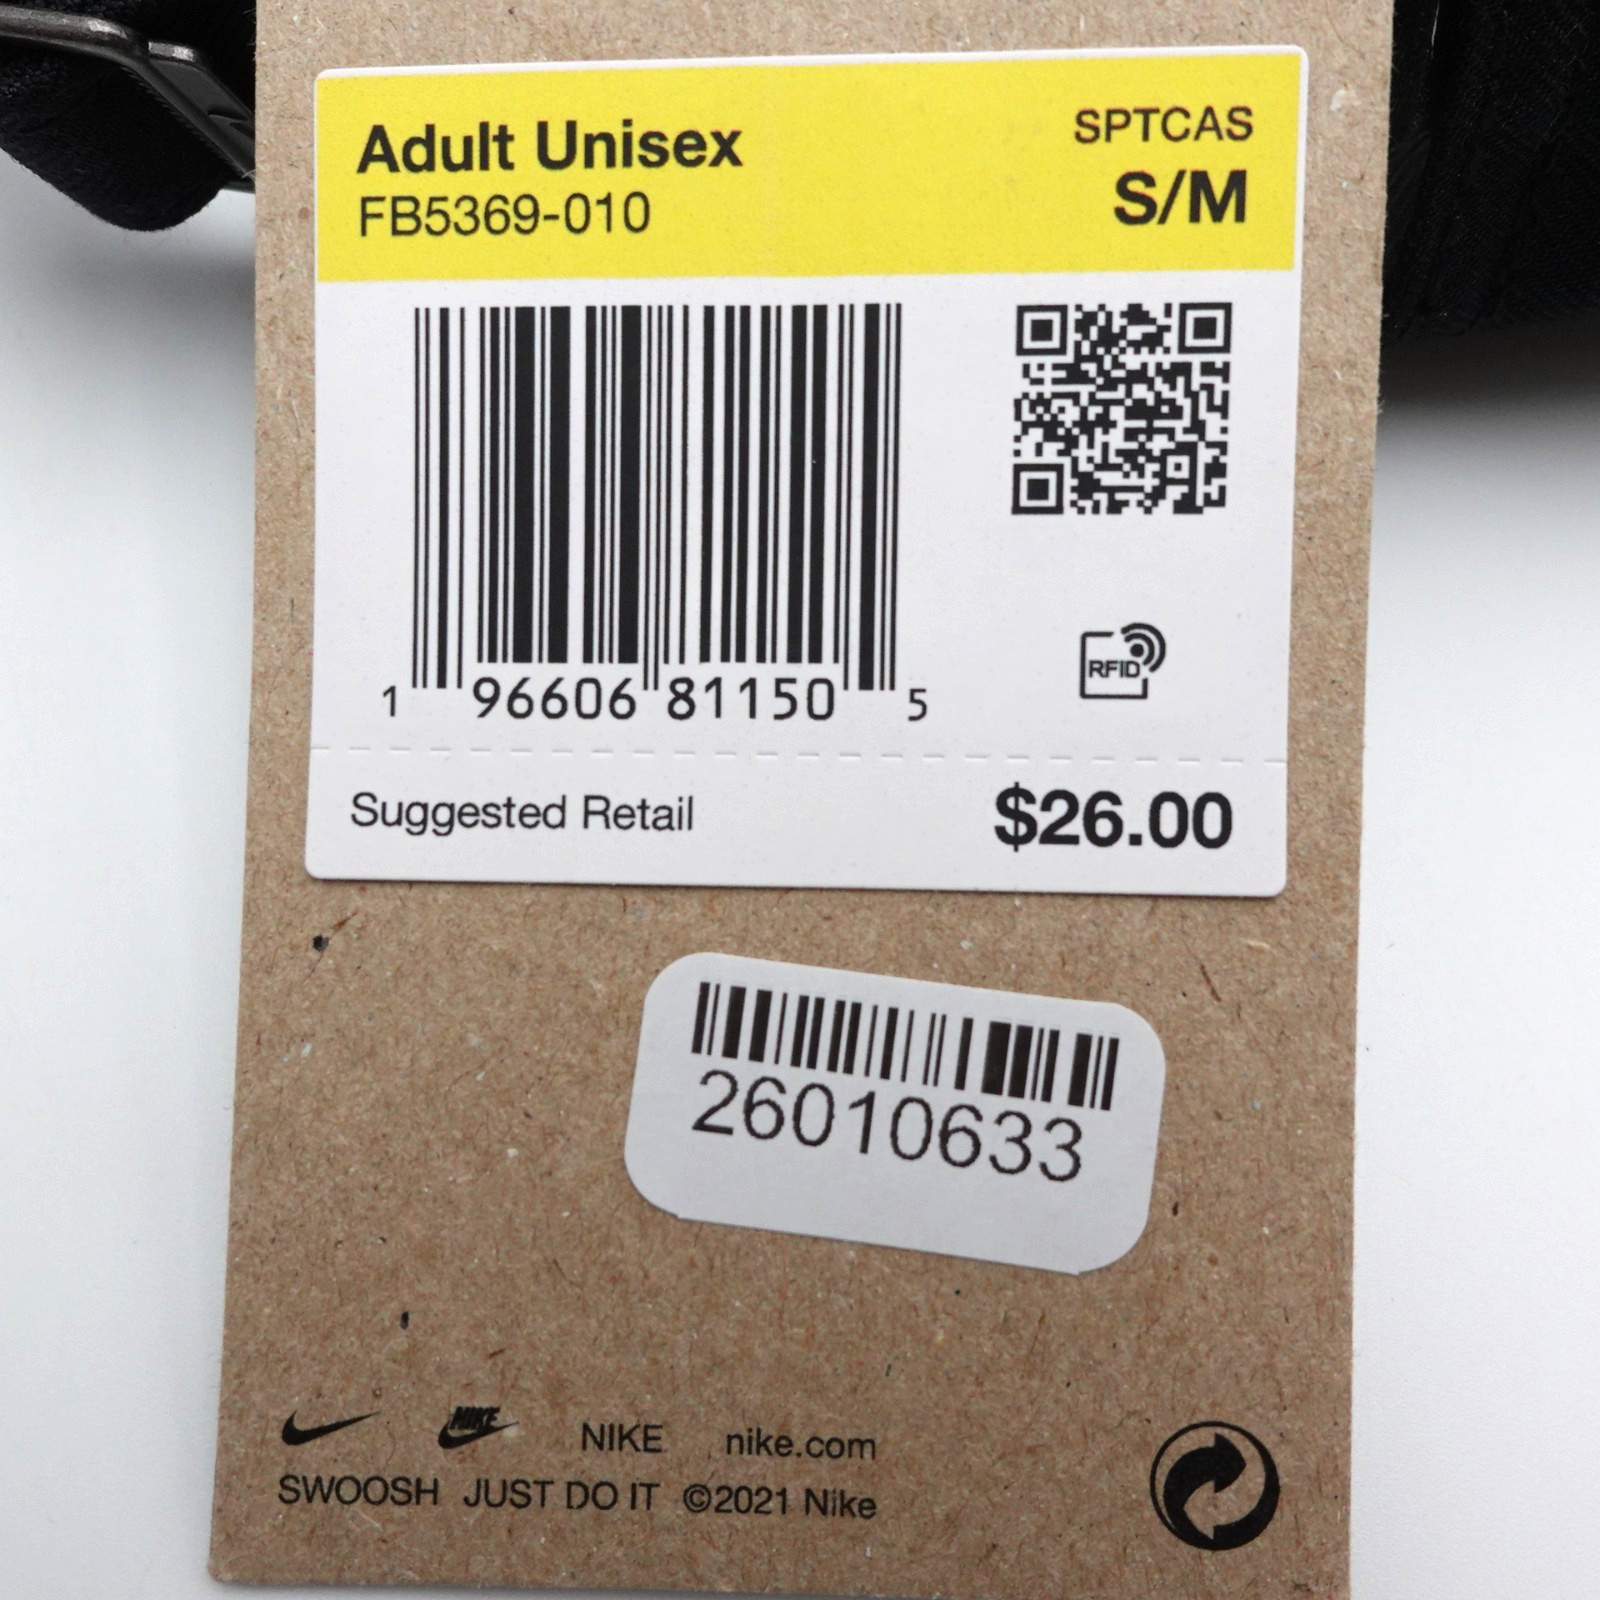 Adult Unisex
FB5369-010
SPTCAS
S/M
1 96606 81150 5
RFID
Suggested Retail $26.00
26010633
NIKE NIKE nike.com
SWOOSH JUST DO IT ©2021 Nike